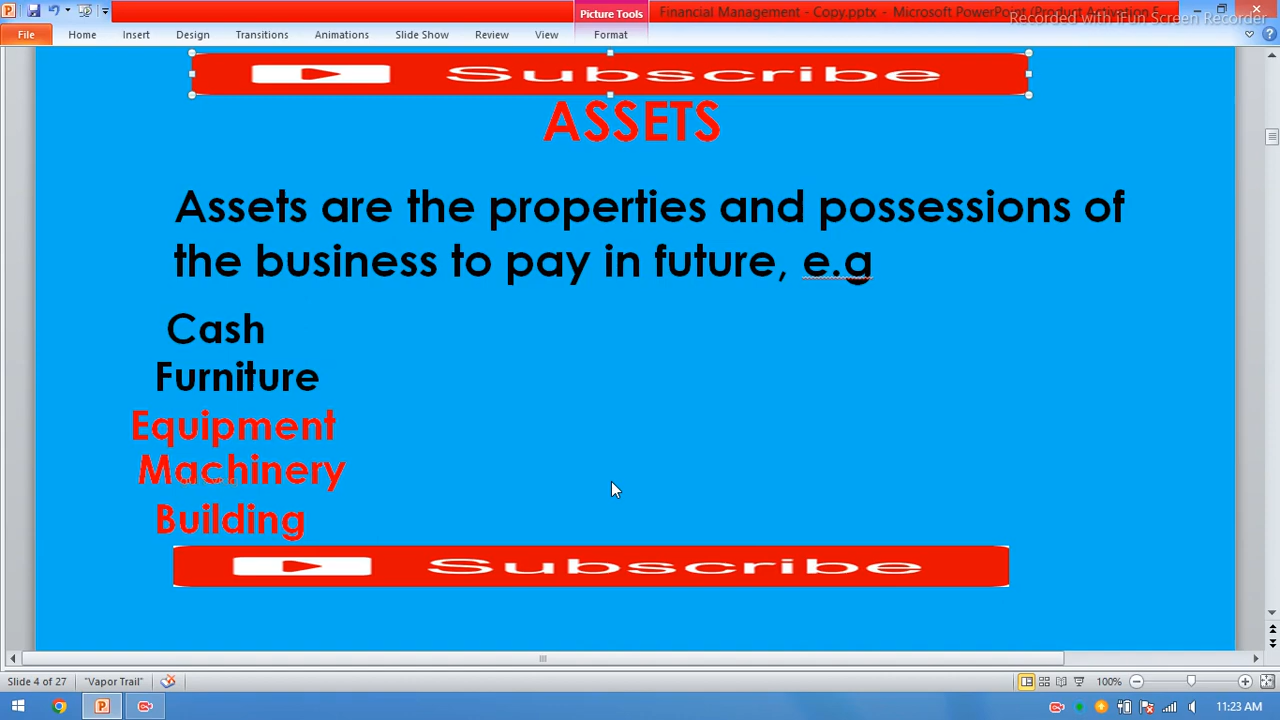 Financial Management - Copy.pptx - Microsoft PowerPoint (Product Activation F
Picture Tools
Recorded with iFun Screen Recorder
File Home Insert Design Transitions Animations Slide Show Review View Format
Subscribe
ASSETS
Assets are the properties and possessions of
the business to pay in future, e.g
Cash
Furniture
Equipment
Machinery
Building
Subscribe
Slide 4 of 27 "Vapor Trail" 100%
11:23 AM